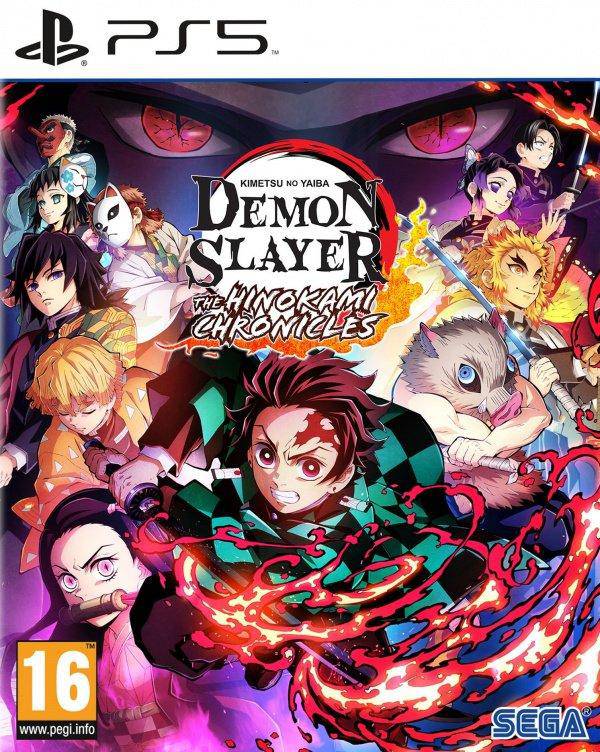 PS5
KIMETSU NO YAIBA
DEMON
SLAYER
THE HINOKAMI
CHRONICLES
16
www.pegi.info
SEGA